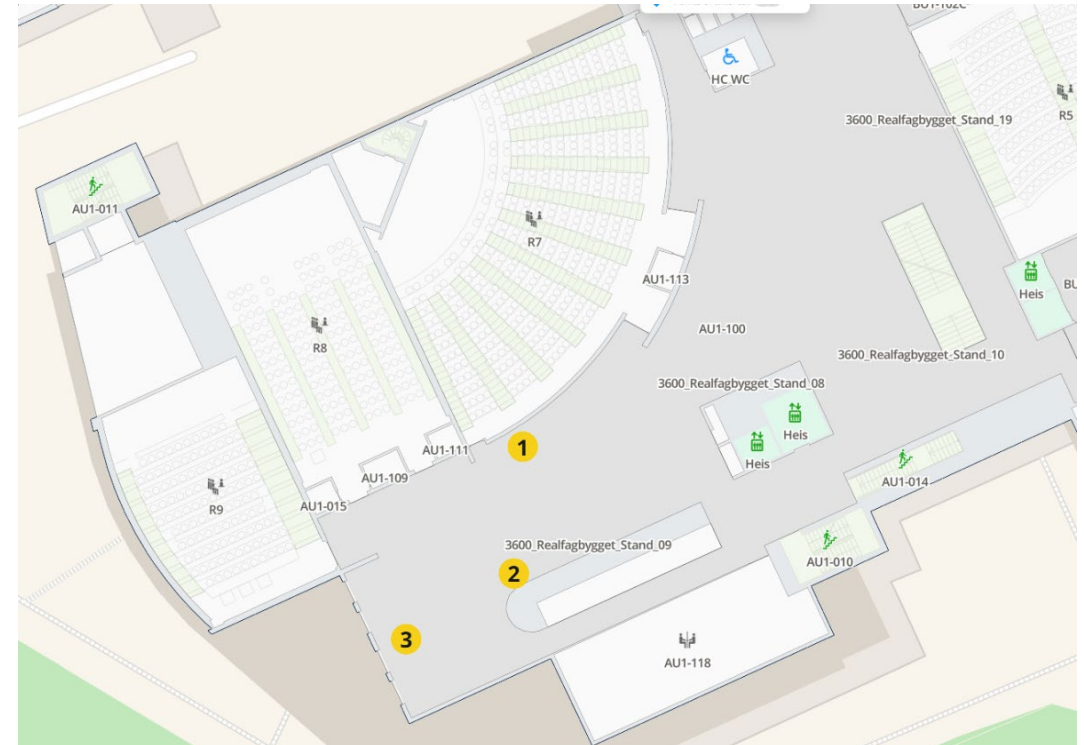 BU1-102C
HC WC
3600_Realfagbygget_Stand_19
R5
AU1-011
R7
AU1-113
Heis
BU
AU1-100
R8
3600_Realfagbygget_Stand_10
3600_Realfagbygget_Stand_08
Heis
Heis
1
AU1-111
AU1-109
AU1-014
R9
AU1-015
3600_Realfagbygget_Stand_09
AU1-010
2
3
AU1-118